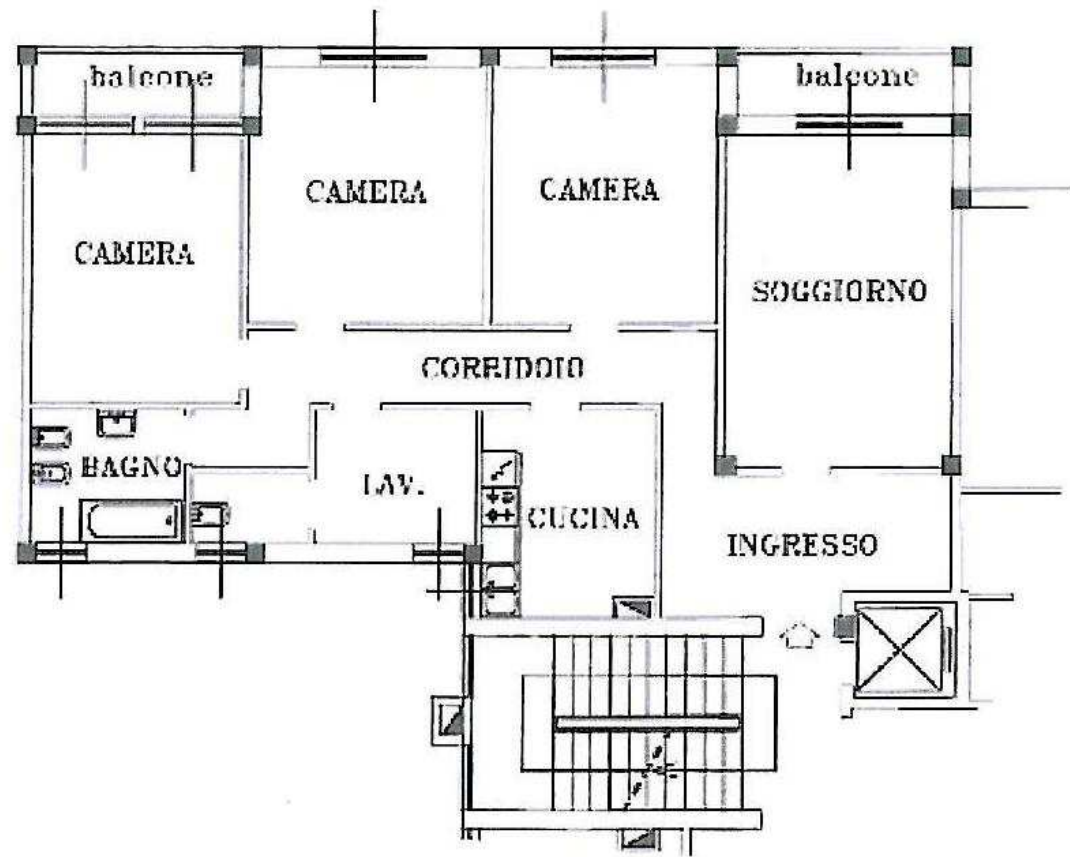 balcone
balcone
CAMERA
CAMERA
CAMERA
SOGGIORNO
CORRIDOIO
BAGNO
LAV.
CUCINA
INGRESSO